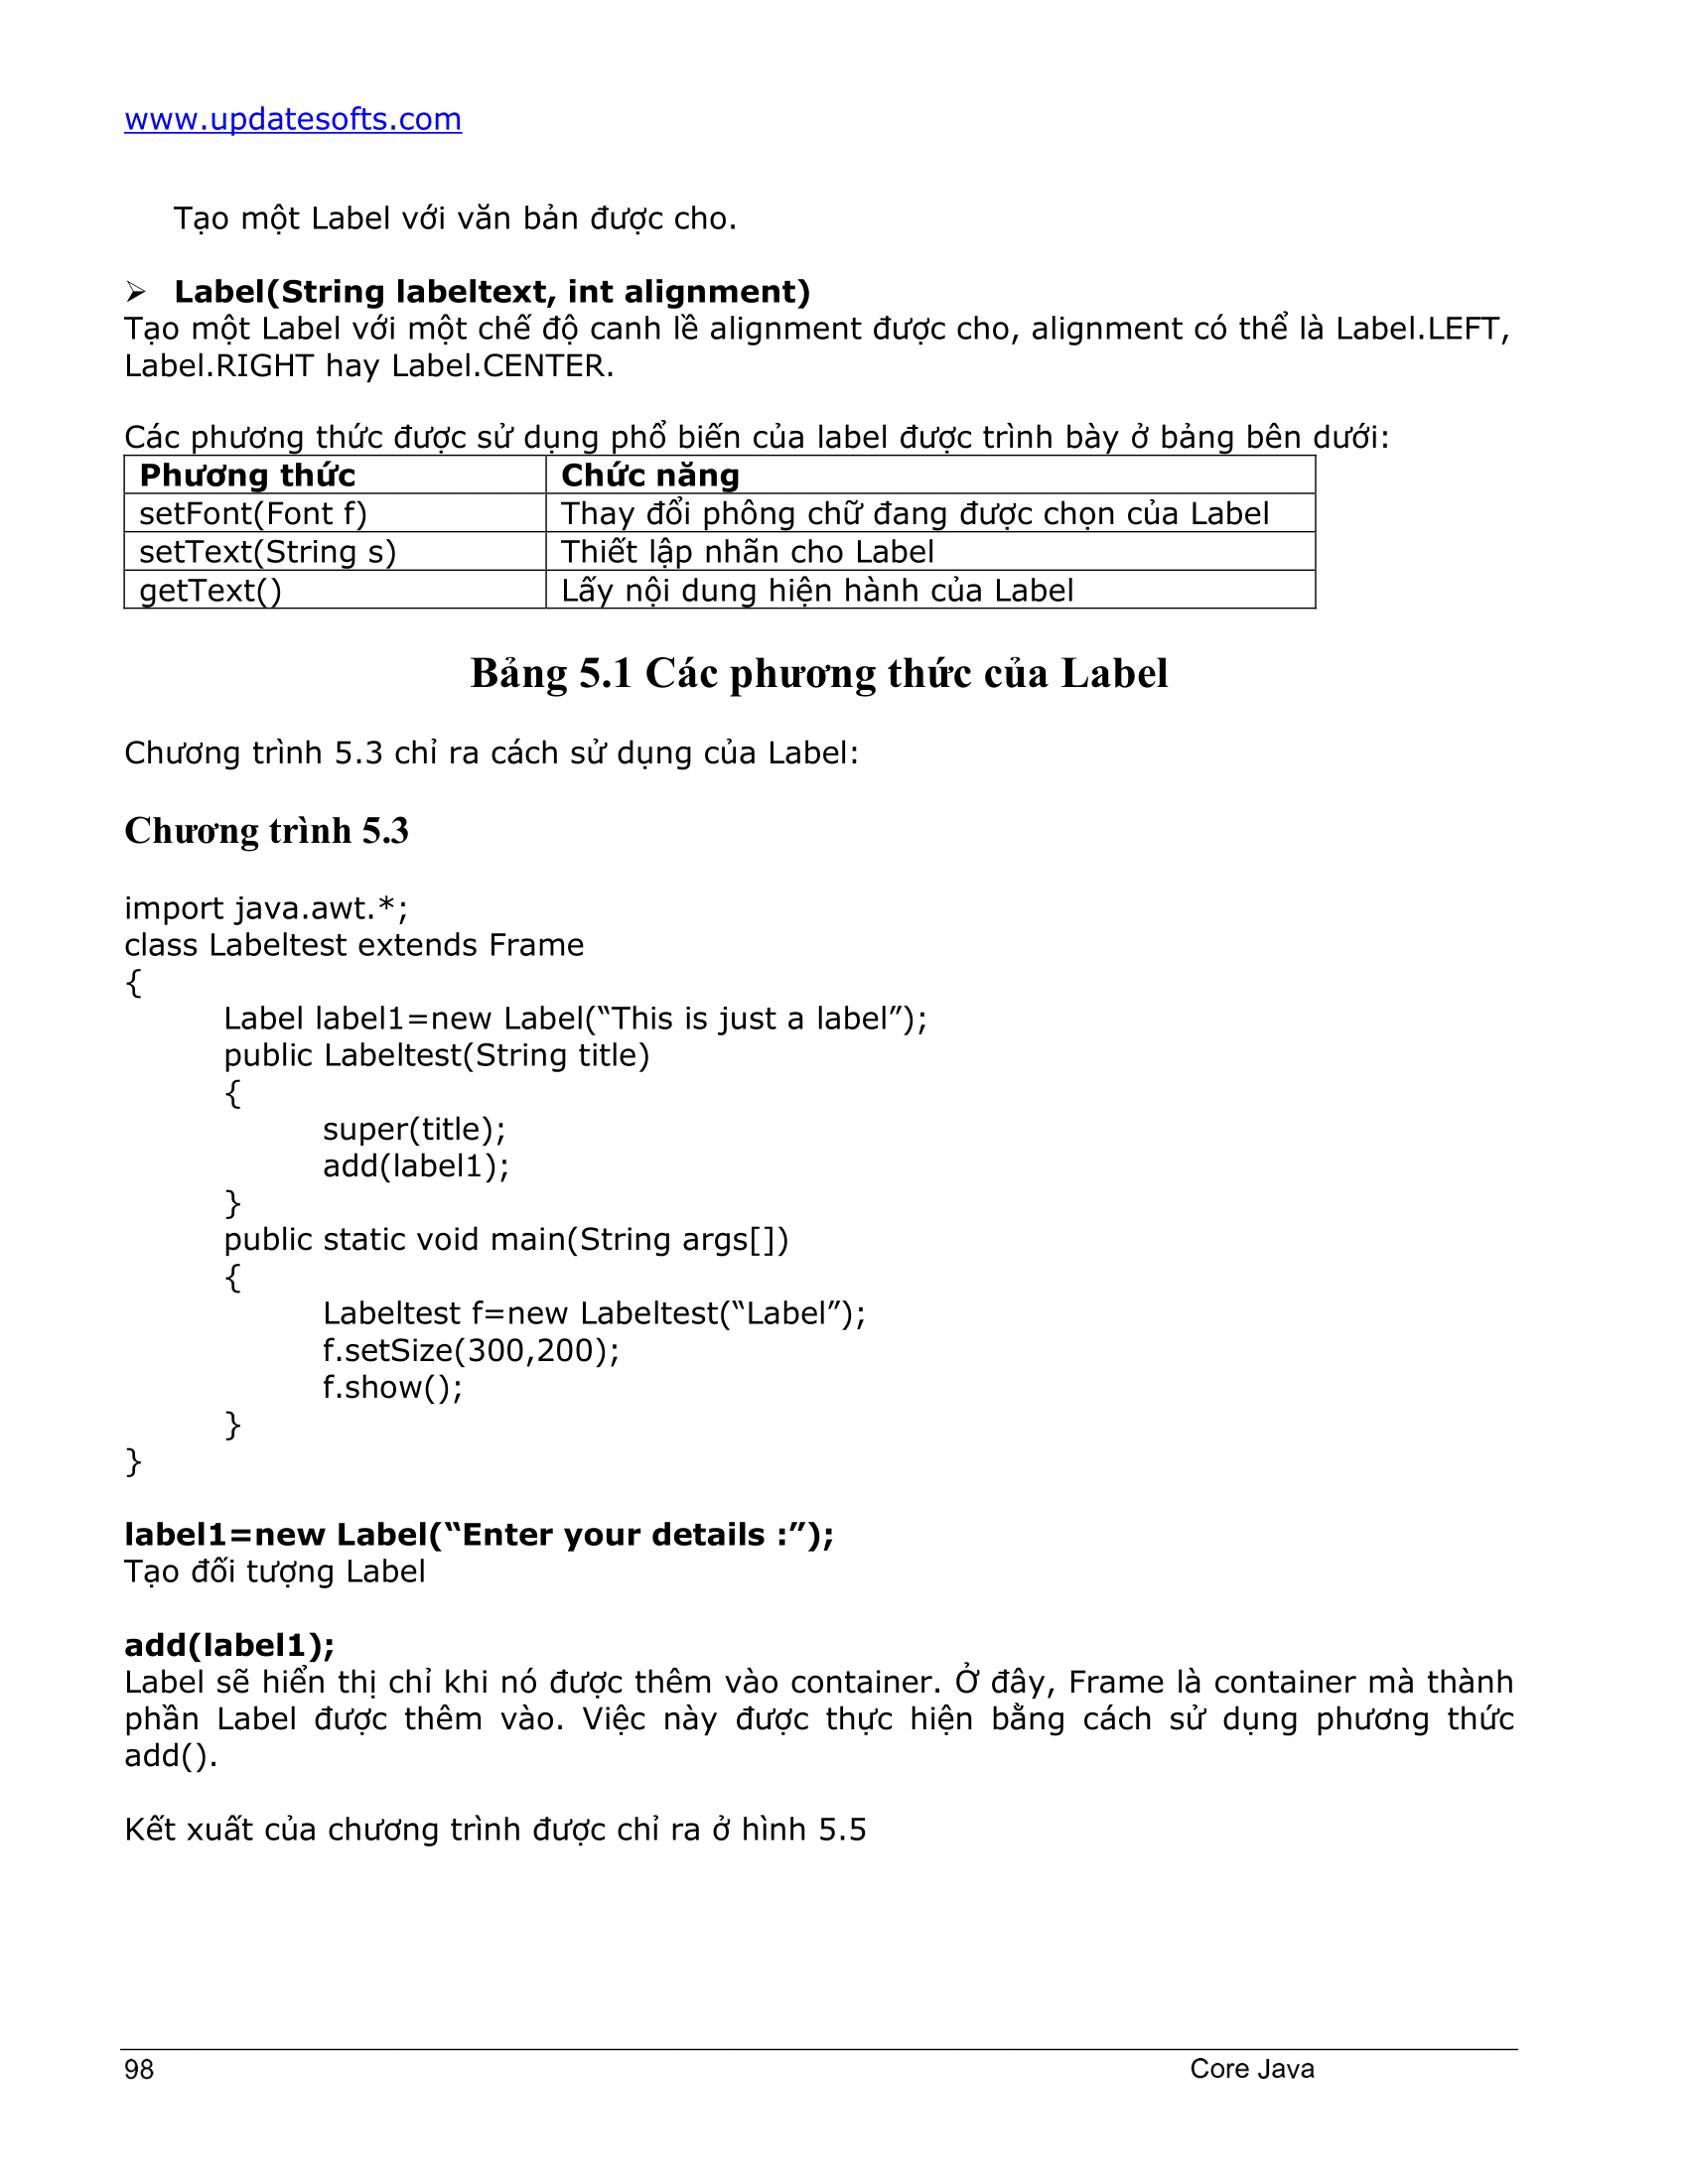 www.updatesofts.com
Tạo một Label với văn bản được cho.
➢ Label(String labeltext, int alignment)
Tạo một Label với một chế độ canh lề alignment được cho, alignment có thể là Label.LEFT,
Label.RIGHT hay Label.CENTER.
Các phương thức được sử dụng phổ biến của label được trình bày ở bảng bên dưới:
Phương thức Chức năng
setFont(Font f) Thay đổi phông chữ đang được chọn của Label
setText(String s) Thiết lập nhãn cho Label
getText() Lấy nội dung hiện hành của Label
Bảng 5.1 Các phương thức của Label
Chương trình 5.3 chỉ ra cách sử dụng của Label:
Chương trình 5.3
import java.awt.*;
class Labeltest extends Frame
{
Label label1=new Label(“This is just a label”);
public Labeltest(String title)
{
super(title);
add(label1);
}
public static void main(String args[])
{
Labeltest f=new Labeltest(“Label”);
f.setSize(300,200);
f.show();
}
}
label1=new Label(“Enter your details :”);
Tạo đối tượng Label
add(label1);
Label sẽ hiển thị chỉ khi nó được thêm vào container. Ở đây, Frame là container mà thành
phần Label được thêm vào. Việc này được thực hiện bằng cách sử dụng phương thức
add().
Kết xuất của chương trình được chỉ ra ở hình 5.5
98 Core Java